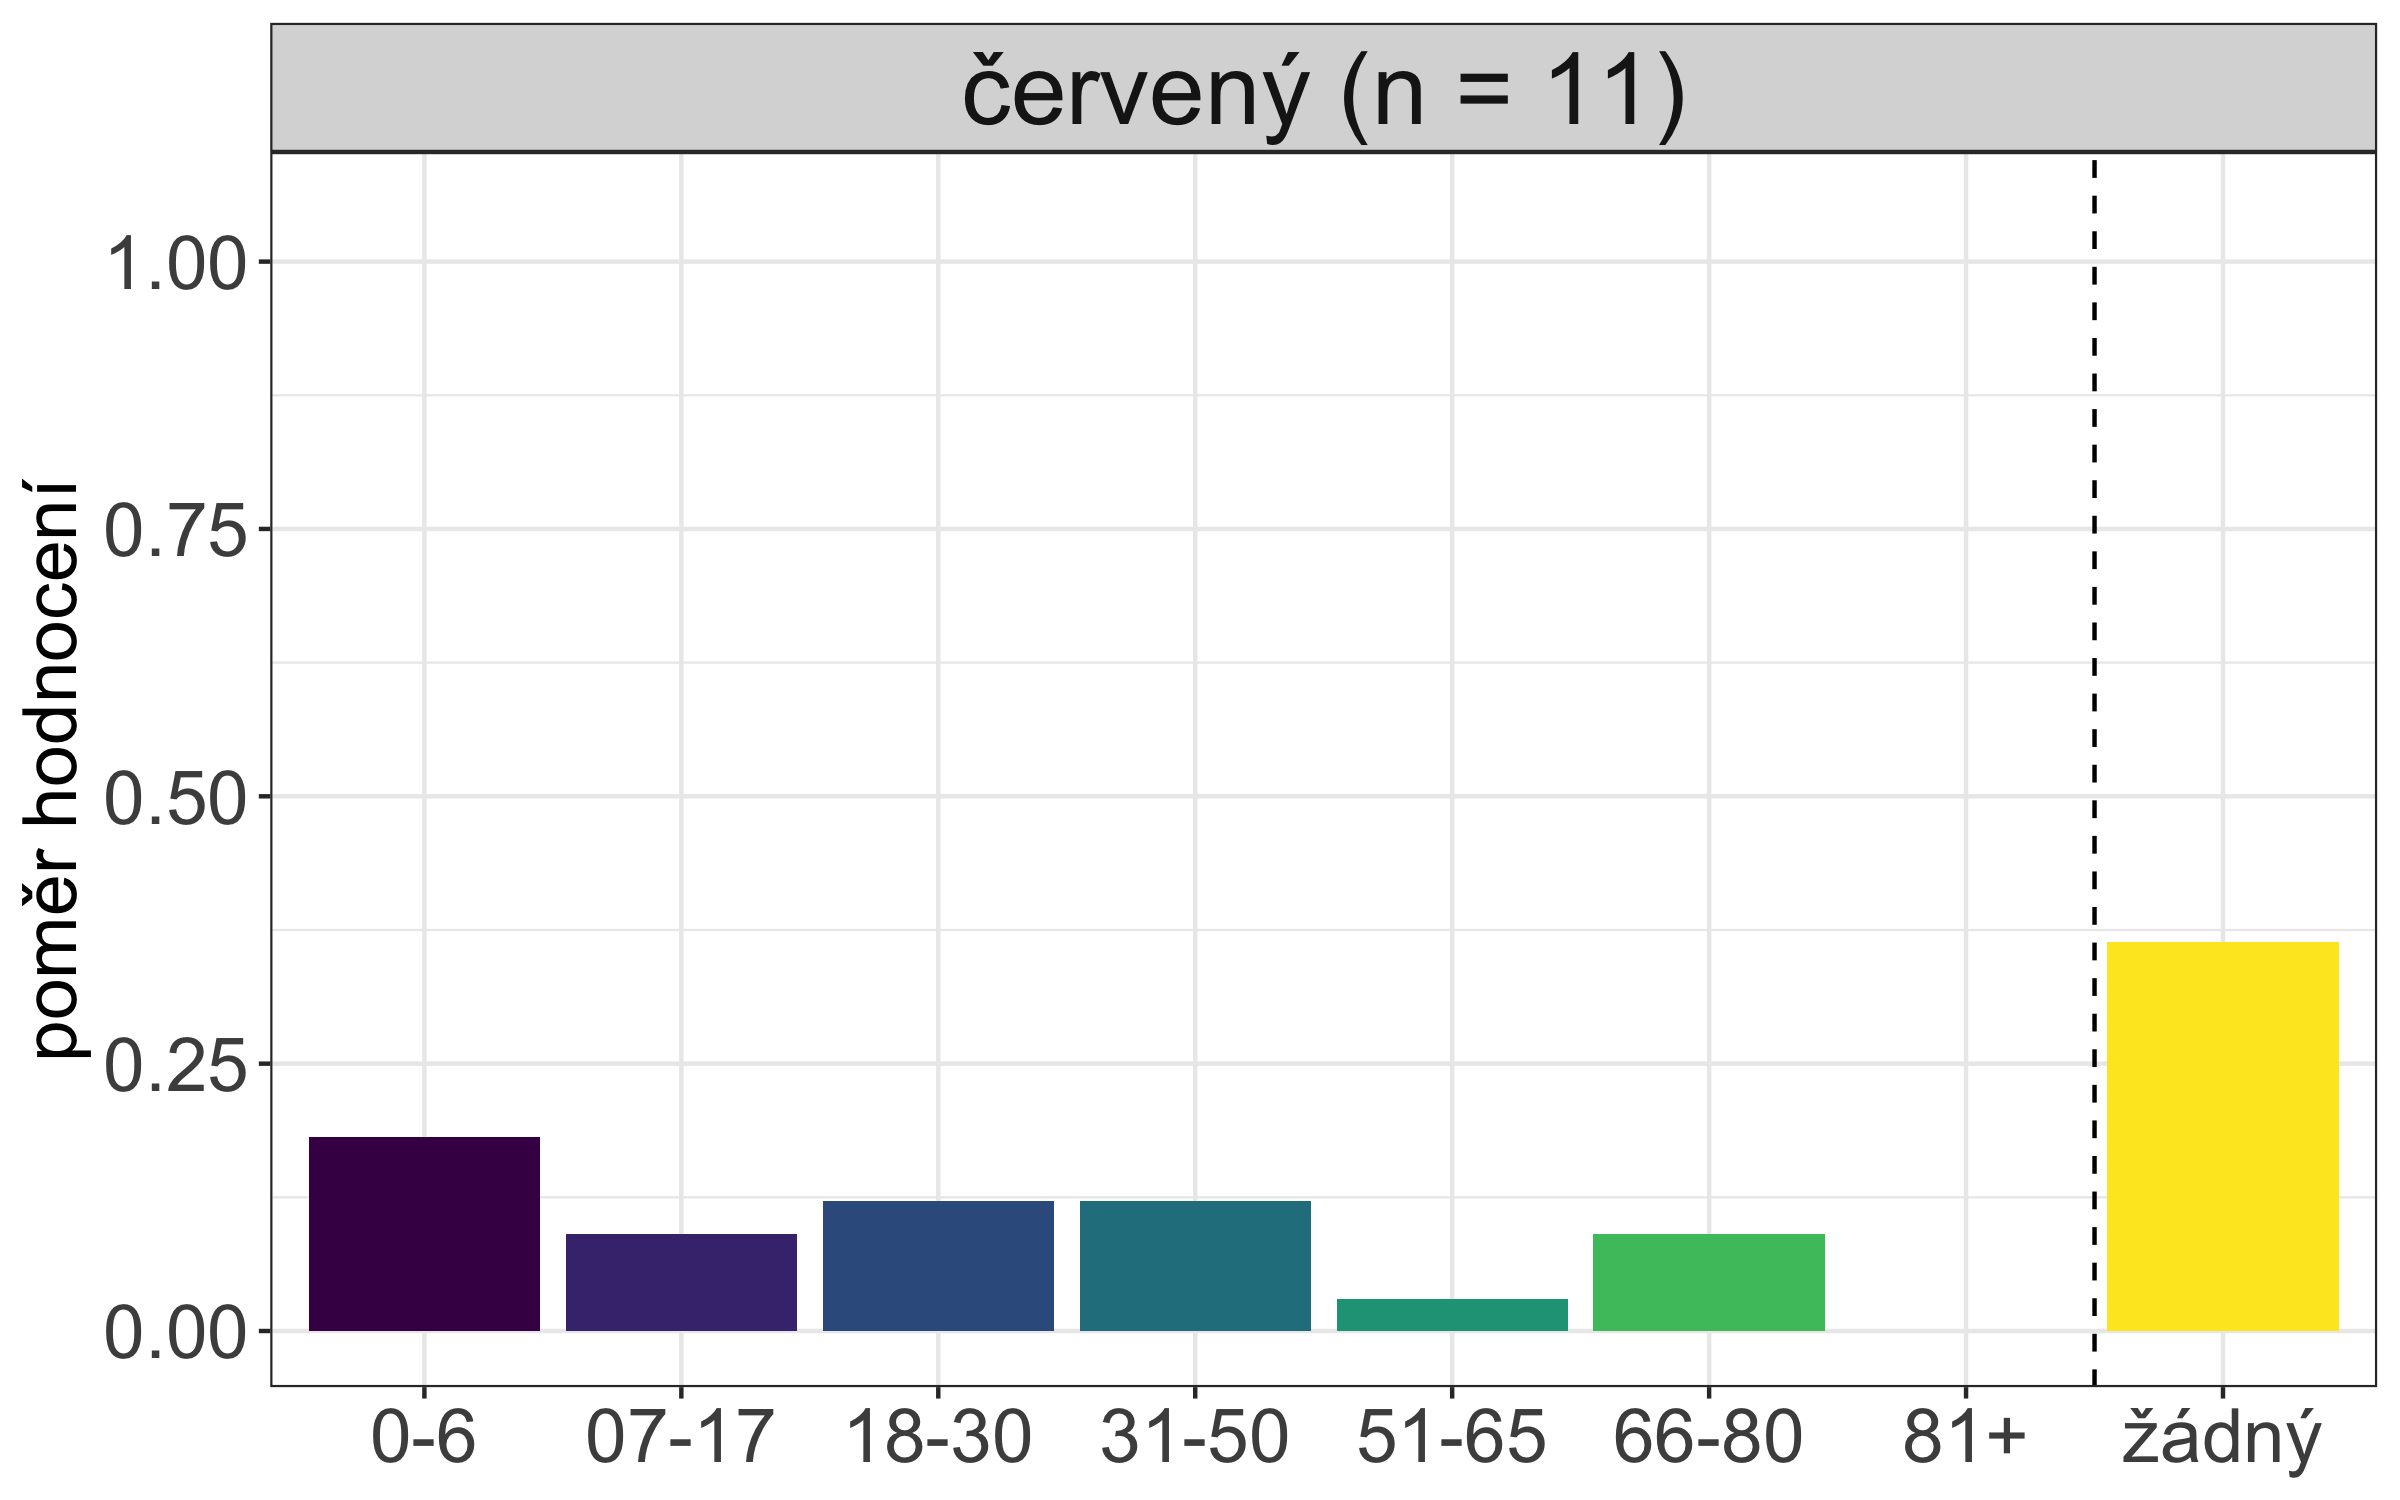 červený (n = 11)
poměr hodnocení
1.00
0.75
0.50
0.25
0.00
0-6 07-17 18-30 31-50 51-65 66-80 81+ žádný